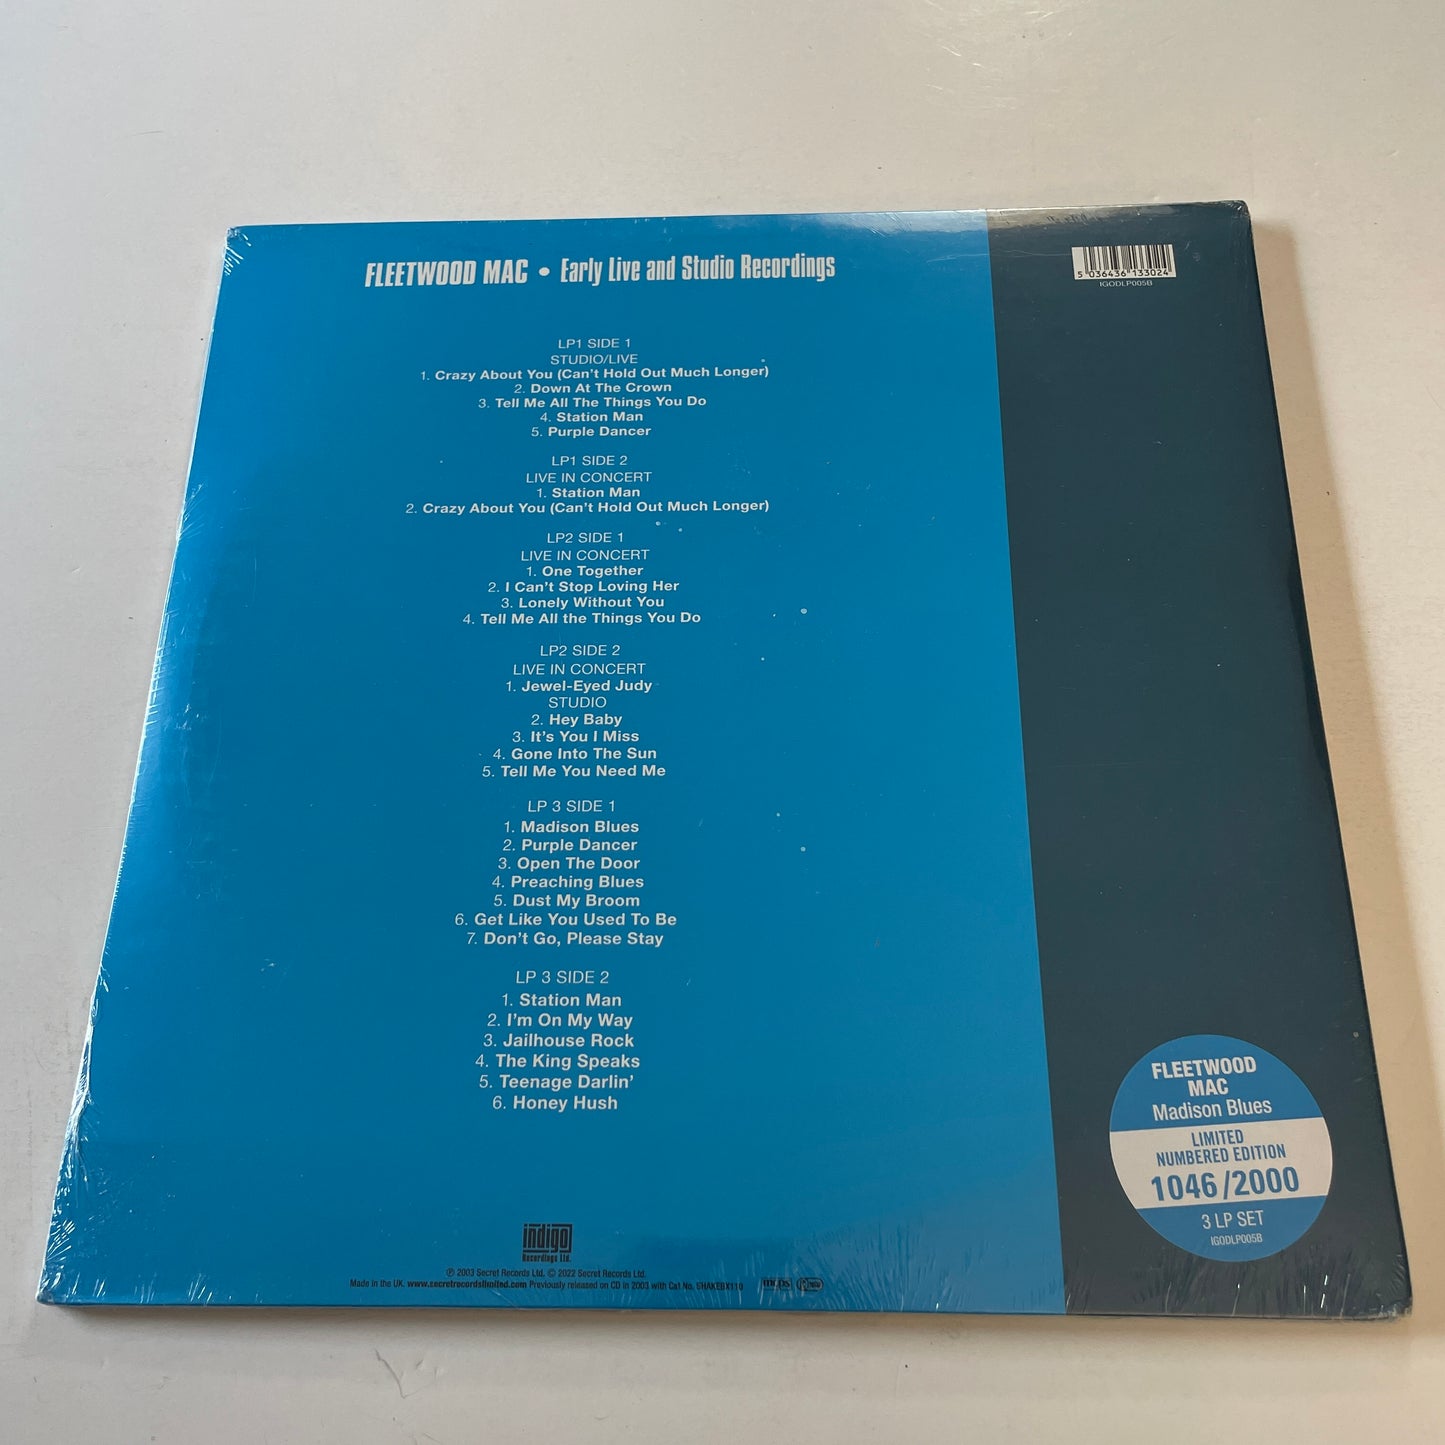 FLEETWOOD MAC • Early Live and Studio Recordings
5 036436 133024
IGODLP005B
LP1 SIDE 1
STUDIO/LIVE
1. Crazy About You (Can't Hold Out Much Longer)
2. Down At The Crown
3. Tell Me All The Things You Do
4. Station Man
5. Purple Dancer
LP1 SIDE 2
LIVE IN CONCERT
1. Station Man
2. Crazy About You (Can't Hold Out Much Longer)
LP2 SIDE 1
LIVE IN CONCERT
1. One Together
2. I Can't Stop Loving Her
3. Lonely Without You
4. Tell Me All the Things You Do
LP2 SIDE 2
LIVE IN CONCERT
1. Jewel-Eyed Judy
STUDIO
2. Hey Baby
3. It's You I Miss
4. Gone Into The Sun
5. Tell Me You Need Me
LP 3 SIDE 1
1. Madison Blues
2. Purple Dancer
3. Open The Door
4. Preaching Blues
5. Dust My Broom
6. Get Like You Used To Be
7. Don't Go, Please Stay
LP 3 SIDE 2
1. Station Man
2. I'm On My Way
3. Jailhouse Rock
4. The King Speaks
5. Teenage Darlin'
6. Honey Hush
indigo
Recordings Ltd.
℗ 2003 Secret Records Ltd. © 2022 Secret Records Ltd.
Made in the UK. www.secretrecordslimited.com Previously released on CD in 2003 with Cat No. SHAKEBX110
mcps
FLEETWOOD
MAC
Madison Blues
LIMITED
NUMBERED EDITION
1046/2000
3 LP SET
IGODLP005B